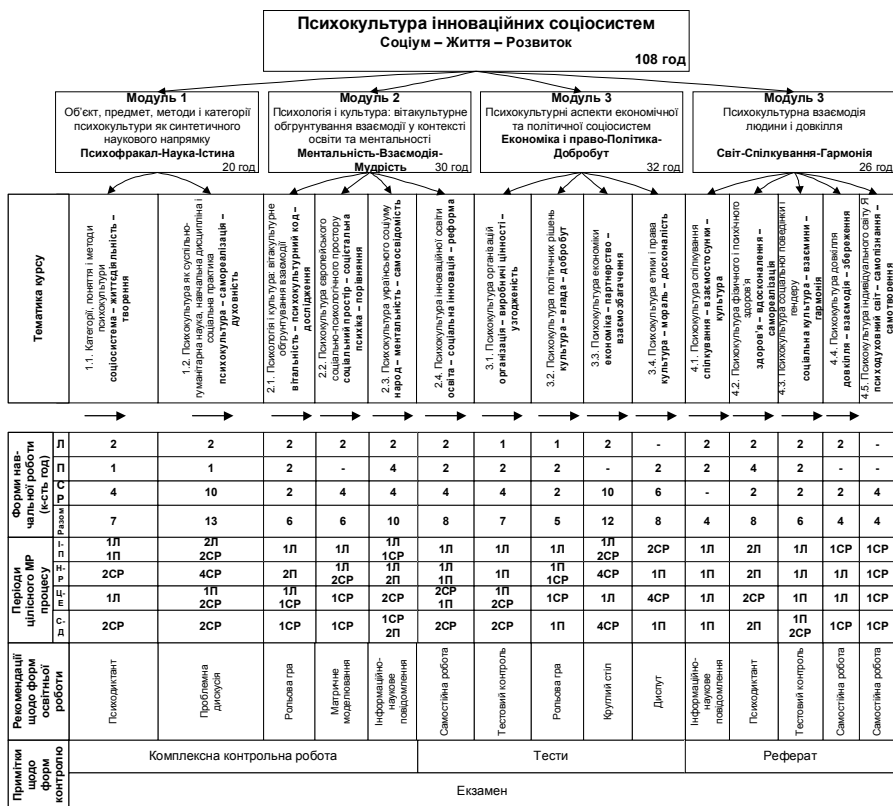 Психокультура інноваційних соціосистем
Соціум – Життя – Розвиток
108 год
Модуль 1
Об’єкт, предмет, методи і категорії
психокультури як синтетичного
наукового напрямку
Психофракал-Наука-Істина
20 год
Модуль 2
Психологія і культура: вітакультурне
обгрунтування взаємодії у контексті
освіти та ментальності
Ментальність-Взаємодія-
Мудрість
30 год
Модуль 3
Психокультурні аспекти економічної
та політичної соціосистем
Економіка і право-Політика-
Добробут
32 год
Модуль 3
Психокультурна взаємодія
людини і довкілля
Світ-Спілкування-Гармонія
26 год
Тематика курсу
1.1. Категорії, поняття і методи
психокультури
соціосистема – життєдіяльність –
творення
1.2. Психокультура як суспільно-
гуманітарна наука, навчальна дисципліна і
соціальна практика
психокультура – самореалізація –
духовність
2.1. Психологія і культура: вітакультурне
обгрунтування взаємодії
вітальність – психокультурний код –
дослідження
2.2. Психокультура європейського
соціально-психологічного простору
соціальний простір – соцієтальна
психіка – порівняння
2.3. Психокультура українського соціуму
народ – ментальність – самосвідомість
2.4. Психокультура інноваційної освіти
освіта – соціальна інновація – реформа
3.1. Психокультура організацій
організація – виробничі цінності –
узгодженість
3.2. Психокультура політичних рішень
культура – влада – добробут
3.3. Психокультура економіки
економіка – партнерство –
взаємозбагачення
3.4. Психокультура етики і права
культура – мораль – досконалість
4.1. Психокультура спілкування
спілкування – взаємостосунки –
культура
4.2. Психокультура фізичного і психічного
здоров’я
здоров’я – вдосконалення –
самореалізація
4.3. Психокультура соціальної поведінки і
гендеру
соціальна культура – взаємини –
гармонія
4.4. Психокультура довкілля
довкілля – взаємодія – збереження
4.5. Психокультура індивідуального світу Я
психодуховний світ – самопізнання –
самотворення
Форми нав-
чальної роботи
(к-сть год)
Л 2 2 2 2 2 2 1 1 2 - 2 2 2 2 -
П 1 1 2 - 4 2 2 2 - 2 2 4 2 - -
СР 4 10 2 4 4 4 2 2 10 6 - 2 2 2 4
Разом 7 13 6 6 10 8 7 5 12 8 4 8 6 4 4
Періоди
цілісного МР
процесу
І-П 1Л 1П 2Л 2СР 1Л 1Л 1Л 1СР 1Л 1Л 1Л 1Л 2СР 2СР 1Л 2Л 1Л 1СР 1СР
Н-Р 2СР 4СР 2П 1Л 2СР 1Л 2П 1Л 1П 1П 1П 1СР 4СР 1П 1П 2П 1Л 1Л 1СР
Ц-Е 1Л 1П 2СР 1Л 1СР 1СР 2СР 2СР 1П 1П 2СР 1СР 1Л 4СР 1Л 2СР 1П 1Л 1СР
С-Д 2СР 2СР 1СР 1СР 1СР 2П 2СР 2СР 1П 4СР 1П 1П 2П 1П 2СР 1СР 1СР
Рекомендації
щодо форм
освітньої
роботи
Психодиктант
Проблемна
дискусія
Рольова гра
Матричне
моделювання
Інформаційно-
наукове
повідомлення
Самостійна робота
Тестовий контроль
Рольова гра
Круглий стіл
Диспут
Інформаційно-
наукове
повідомлення
Психодиктант
Тестовий контроль
Самостійна робота
Самостійна робота
Примітки
щодо
форм
контролю
Комплексна контрольна робота
Тести
Реферат
Екзамен